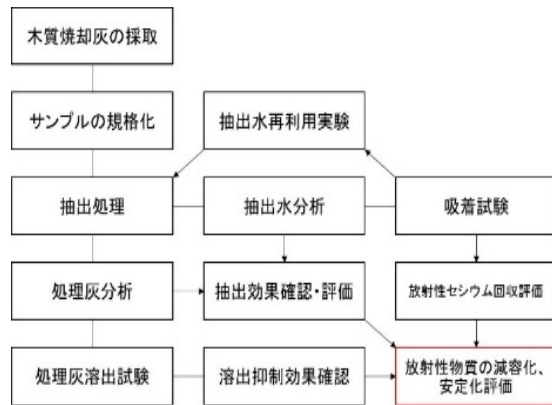 木質焼却灰の採取
サンプルの規格化
抽出水再利用実験
抽出処理
抽出水分析
吸着試験
処理灰分析
抽出効果確認・評価
放射性セシウム回収評価
処理灰溶出試験
溶出抑制効果確認
放射性物質の減容化、
安定化評価